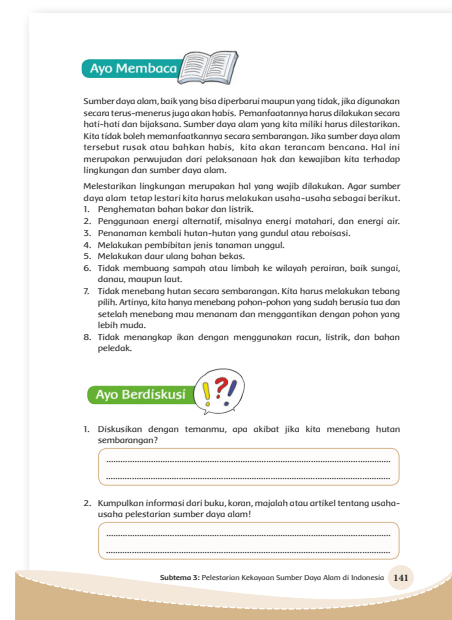 Ayo Membaca
Sumber daya alam, baik yang bisa diperbarui maupun yang tidak, jika digunakan
secara terus-menerus juga akan habis. Pemanfaatannya harus dilakukan secara
hati-hati dan bijaksana. Sumber daya alam yang kita miliki harus dilestarikan.
Kita tidak boleh memanfaatkannya secara sembarangan. Jika sumber daya alam
tersebut rusak atau bahkan habis, kita akan terancam bencana. Hal ini
merupakan perwujudan dari pelaksanaan hak dan kewajiban kita terhadap
lingkungan dan sumber daya alam.
Melestarikan lingkungan merupakan hal yang wajib dilakukan. Agar sumber
daya alam tetap lestari kita harus melakukan usaha-usaha sebagai berikut.
1. Penghematan bahan bakar dan listrik.
2. Penggunaan energi alternatif, misalnya energi matahari, dan energi air.
3. Penanaman kembali hutan-hutan yang gundul atau reboisasi.
4. Melakukan pembibitan jenis tanaman unggul.
5. Melakukan daur ulang bahan bekas.
6. Tidak membuang sampah atau limbah ke wilayah perairan, baik sungai,
danau, maupun laut.
7. Tidak menebang hutan secara sembarangan. Kita harus melakukan tebang
pilih. Artinya, kita hanya menebang pohon-pohon yang sudah berusia tua dan
setelah menebang mau menanam dan menggantikan dengan pohon yang
lebih muda.
8. Tidak menangkap ikan dengan menggunakan racun, listrik, dan bahan
peledak.
Ayo Berdiskusi
!?!
1. Diskusikan dengan temanmu, apa akibat jika kita menebang hutan
sembarangan?
2. Kumpulkan informasi dari buku, koran, majalah atau artikel tentang usaha-
usaha pelestarian sumber daya alam!
Subtema 3: Pelestarian Kekayaan Sumber Daya Alam di Indonesia 141